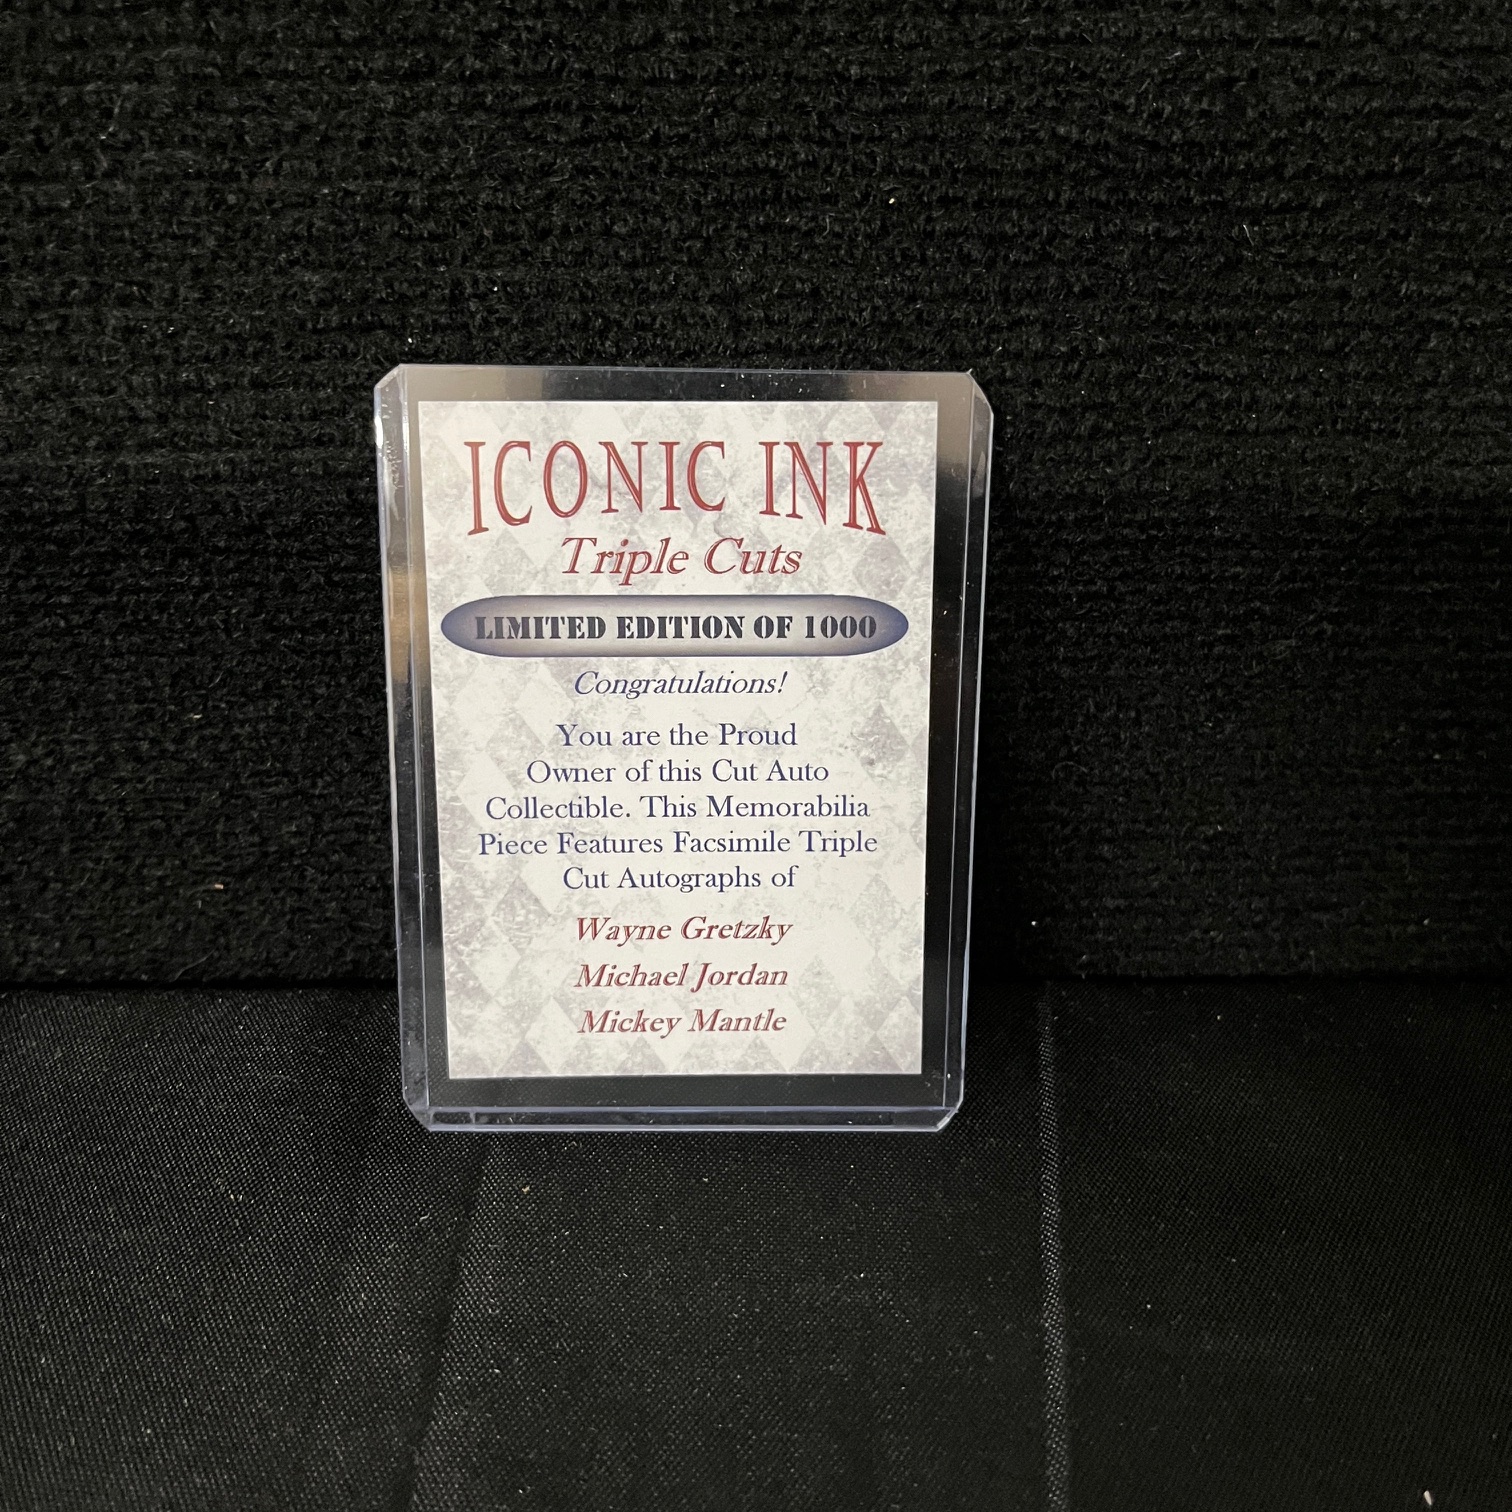 ICONIC INK
Triple Cuts
LIMITED EDITION OF 1000
Congratulations!
You are the Proud
Owner of this Cut Auto
Collectible. This Memorabilia
Piece Features Facsimile Triple
Cut Autographs of
Wayne Gretzky
Michael Jordan
Mickey Mantle